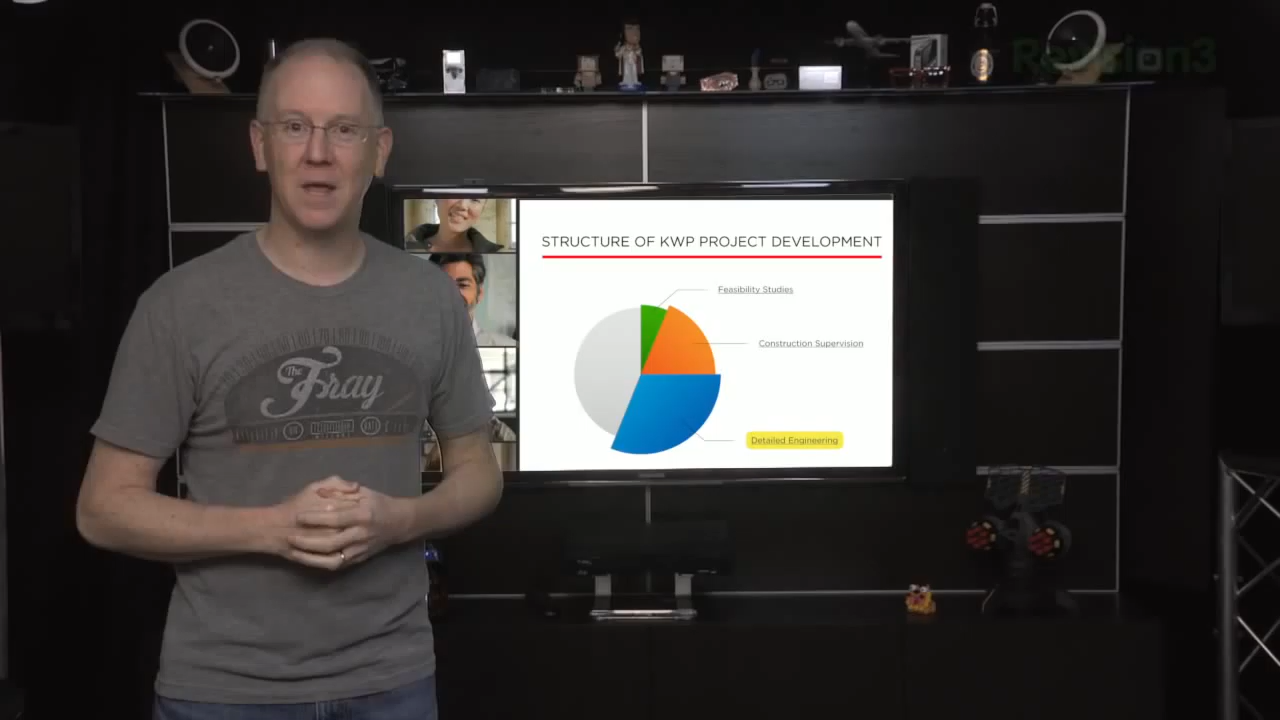 Revision3
STRUCTURE OF KWP PROJECT DEVELOPMENT
Feasibility Studies
Construction Supervision
Detailed Engineering
The
Fray